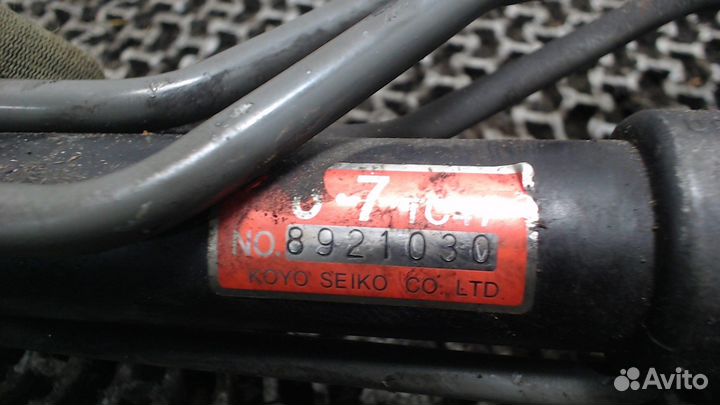 7
NO. 8921030
KOYO SEIKO CO., LTD.
Avito